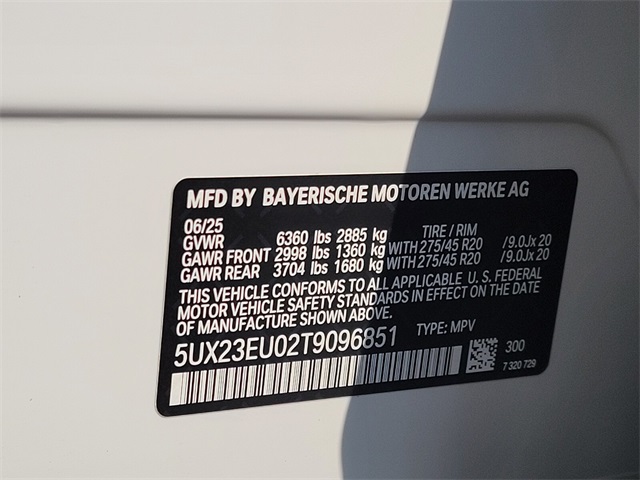 MFD BY BAYERISCHE MOTOREN WERKE AG
06/25 TIRE / RIM
GVWR 6360 lbs 2885 kg
GAWR FRONT 2998 lbs 1360 kg WITH 275/45 R20 /9.0Jx 20
GAWR REAR 3704 lbs 1680 kg WITH 275/45 R20 /9.0Jx 20
THIS VEHICLE CONFORMS TO ALL APPLICABLE U. S. FEDERAL
MOTOR VEHICLE SAFETY STANDARDS IN EFFECT ON THE DATE
OF MANUFACTURE SHOWN ABOVE.
5UX23EU02T9096851 TYPE: MPV
300
7 320 729